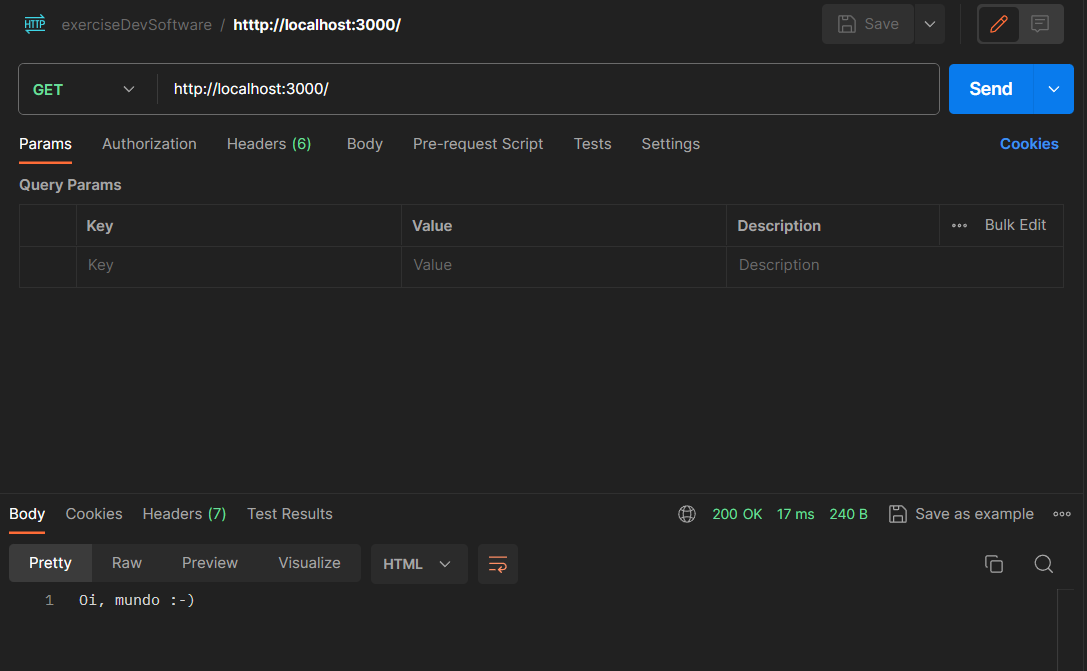 HTTP exerciseDevSoftware / htttp://localhost:3000/ Save
GET http://localhost:3000/ Send
Params Authorization Headers (6) Body Pre-request Script Tests Settings Cookies
Query Params
Key Value Description Bulk Edit
Key Value Description
Body Cookies Headers (7) Test Results 200 OK 17 ms 240 B Save as example
Pretty Raw Preview Visualize HTML
1 Oi, mundo :-)